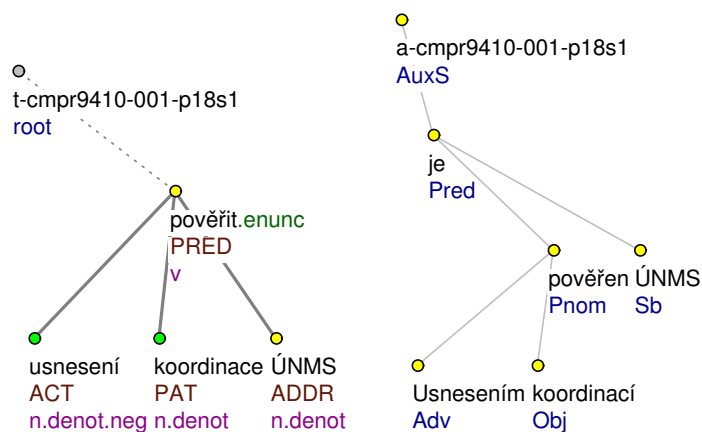 t-cmpr9410-001-p18s1
root
pověřit.enunc
PRED
v
usnesení
ACT
n.denot.neg
koordinace
PAT
n.denot
ÚNMS
ADDR
n.denot
a-cmpr9410-001-p18s1
AuxS
je
Pred
pověřen
Pnom
ÚNMS
Sb
Usnesením
Adv
koordinací
Obj